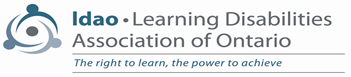 ldao • Learning Disabilities
Association of Ontario
The right to learn, the power to achieve